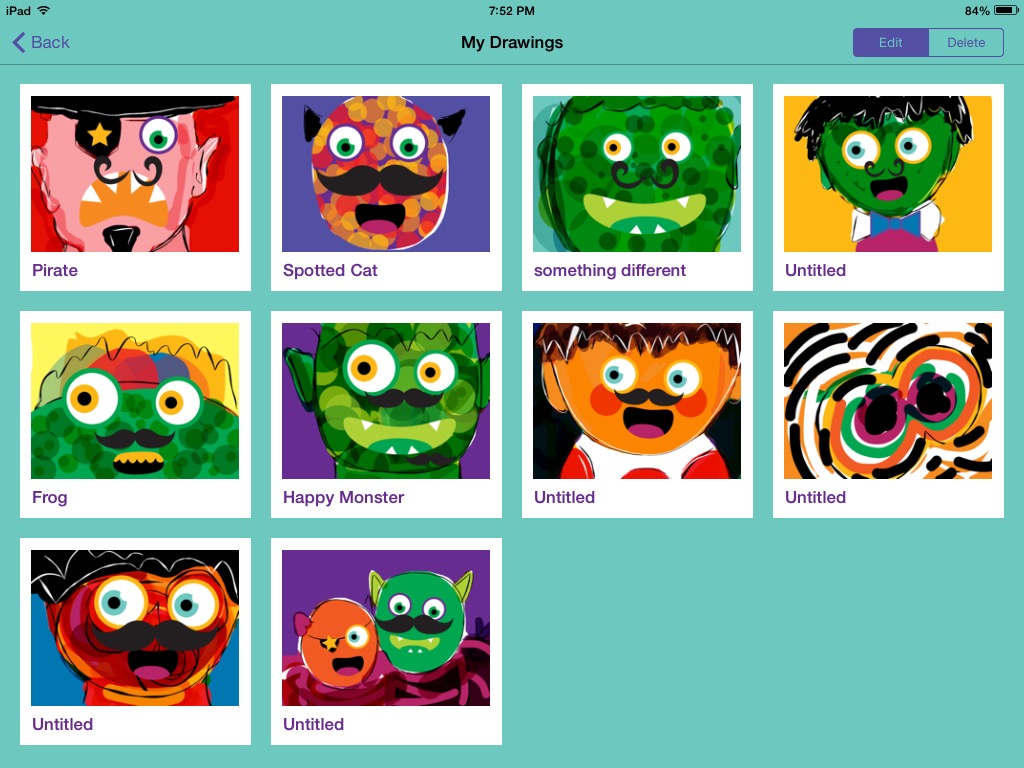 iPad 7:52 PM 84%
Back My Drawings Edit Delete
Pirate Spotted Cat something different Untitled
Frog Happy Monster Untitled Untitled
Untitled Untitled